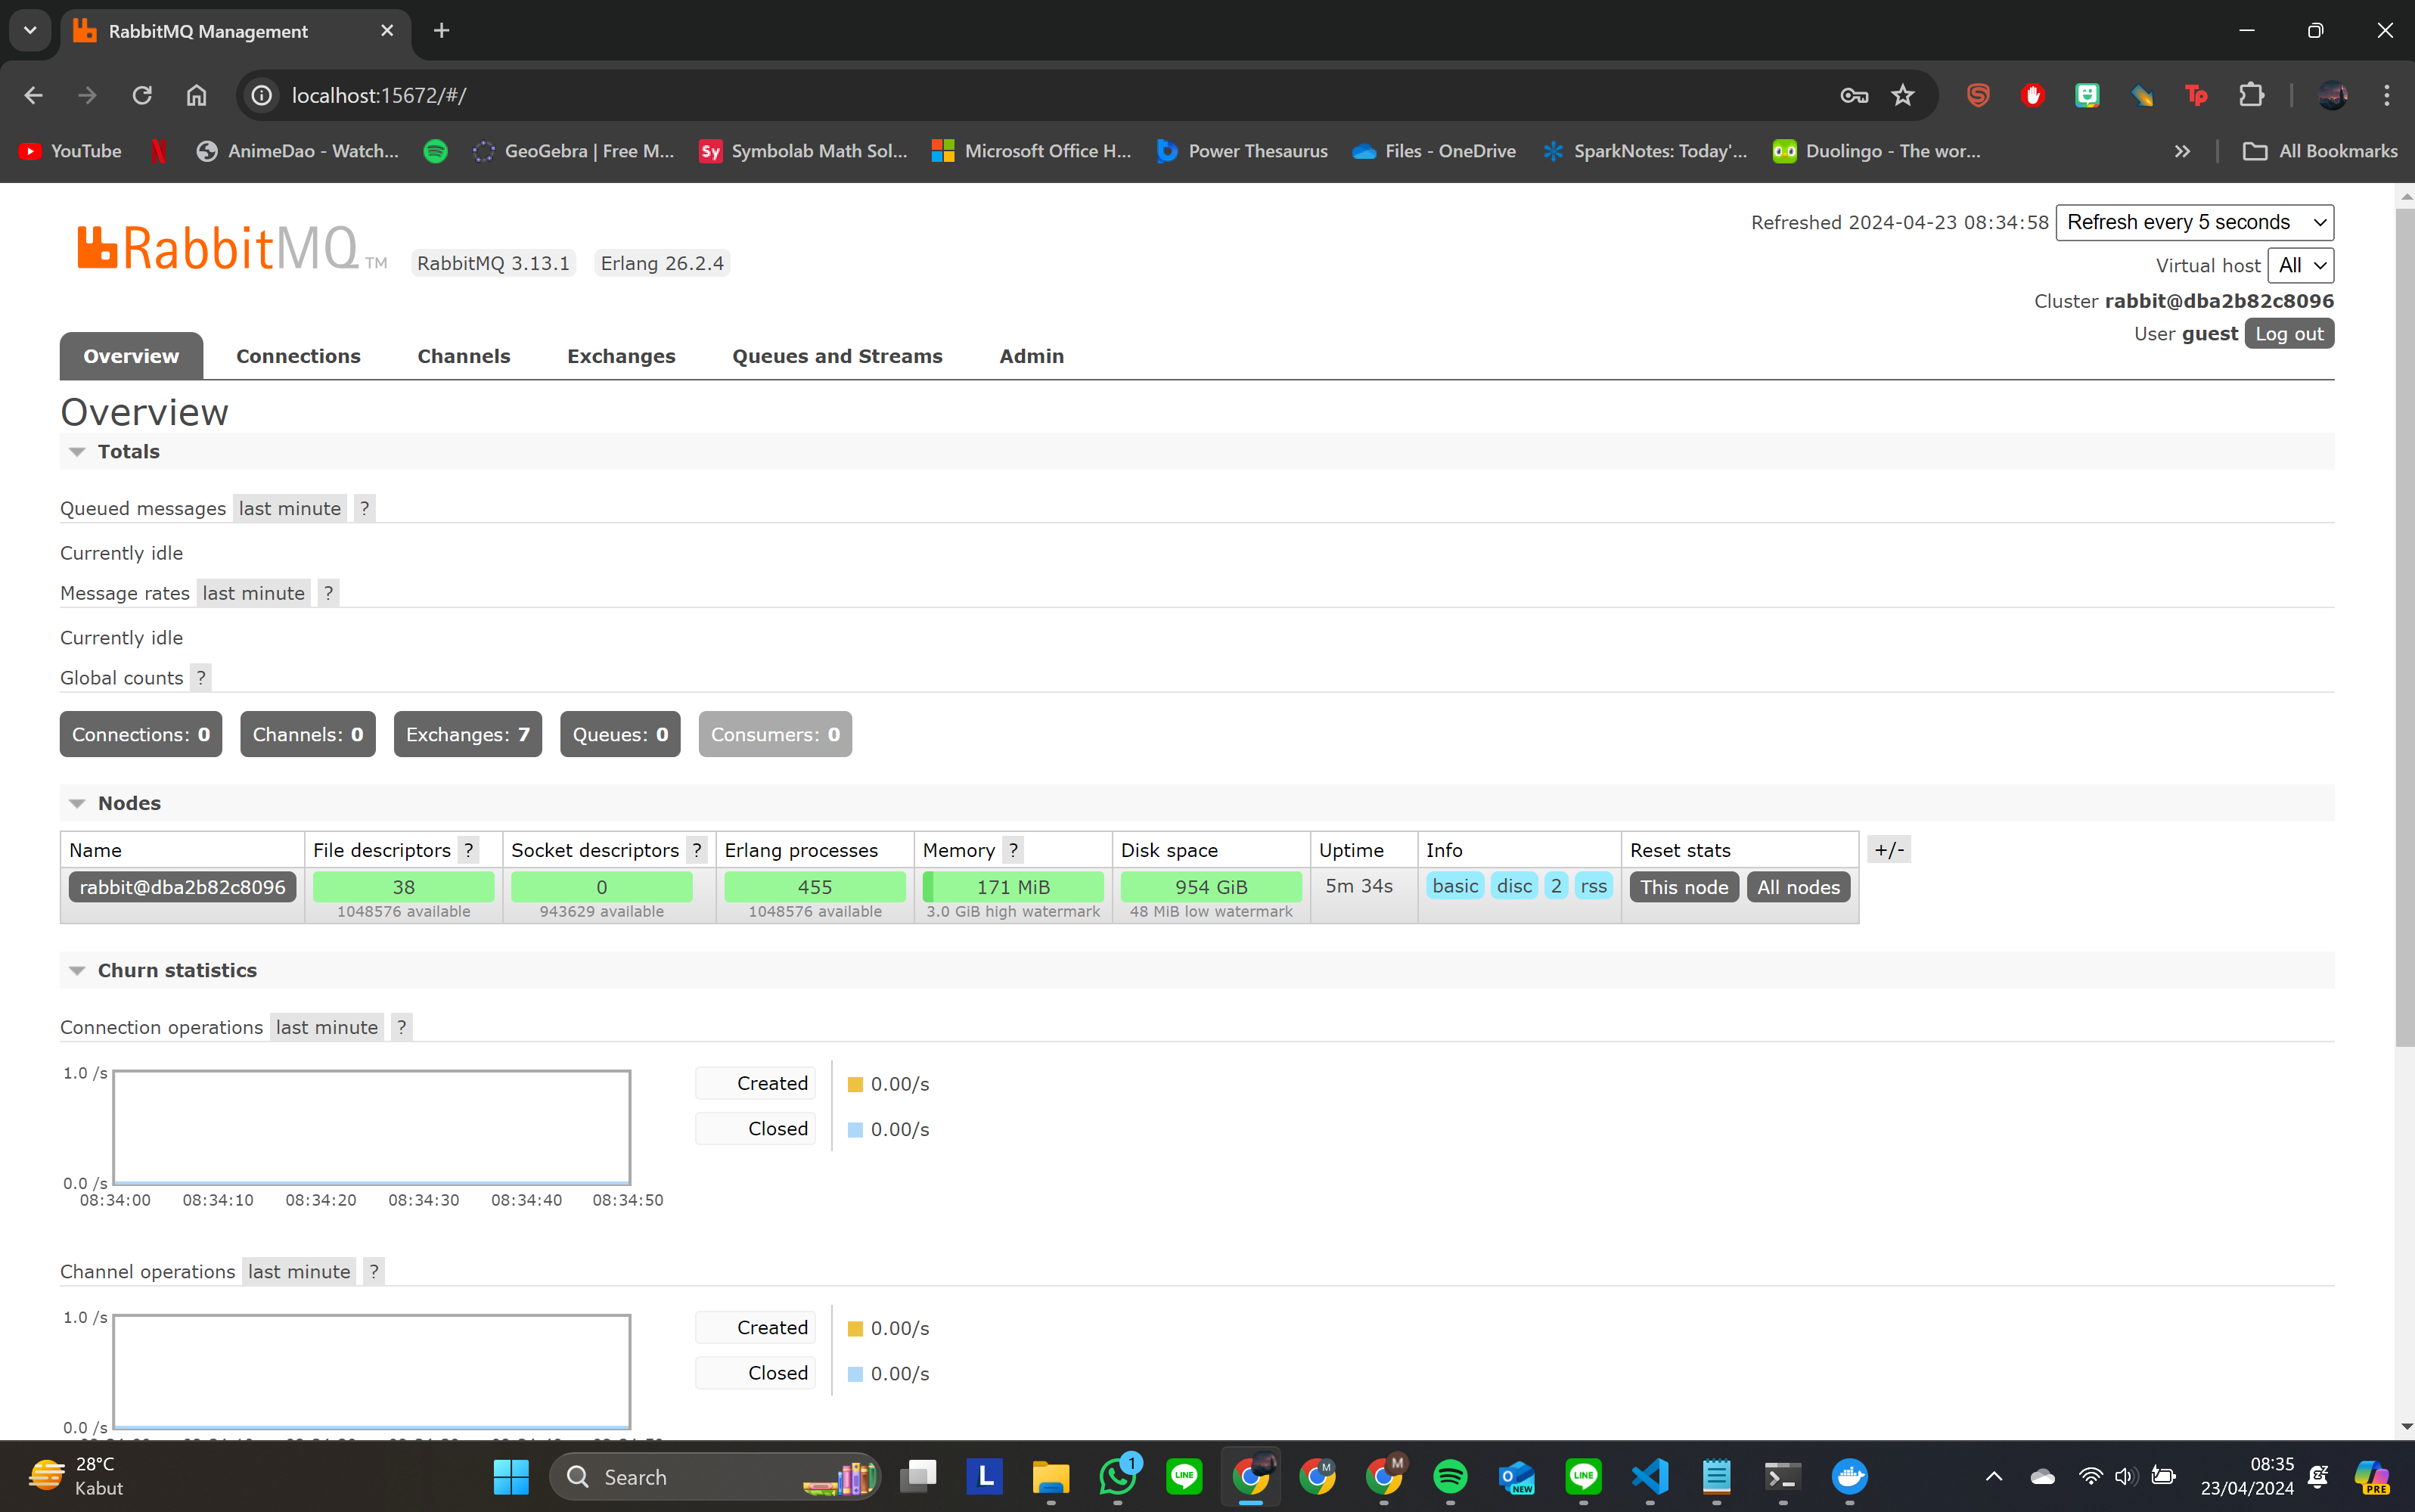 RabbitMQ Management
localhost:15672/#/
YouTube
AnimeDao - Watch...
GeoGebra | Free M...
Sy Symbolab Math Sol...
Microsoft Office H...
Power Thesaurus
Files - OneDrive
SparkNotes: Today'...
Duolingo - The wor...
All Bookmarks
RabbitMQ TM
RabbitMQ 3.13.1
Erlang 26.2.4
Refreshed 2024-04-23 08:34:58 Refresh every 5 seconds
Virtual host All
Cluster rabbit@dba2b82c8096
User guest Log out
Overview Connections Channels Exchanges Queues and Streams Admin
Overview
Totals
Queued messages last minute ?
Currently idle
Message rates last minute ?
Currently idle
Global counts ?
Connections: 0 Channels: 0 Exchanges: 7 Queues: 0 Consumers: 0
Nodes
Name File descriptors ? Socket descriptors ? Erlang processes Memory ? Disk space Uptime Info Reset stats +/-
rabbit@dba2b82c8096 38 0 455 171 MiB 954 GiB 5m 34s basic disc 2 rss This node All nodes
1048576 available 943629 available 1048576 available 3.0 GiB high watermark 48 MiB low watermark
Churn statistics
Connection operations last minute ?
1.0 /s
0.0 /s
08:34:00 08:34:10 08:34:20 08:34:30 08:34:40 08:34:50
Created 0.00/s
Closed 0.00/s
Channel operations last minute ?
1.0 /s
0.0 /s
Created 0.00/s
Closed 0.00/s
28°C
Kabut
Search
L
1
LINE
M
M
NEW
LINE
08:35
23/04/2024
PRE